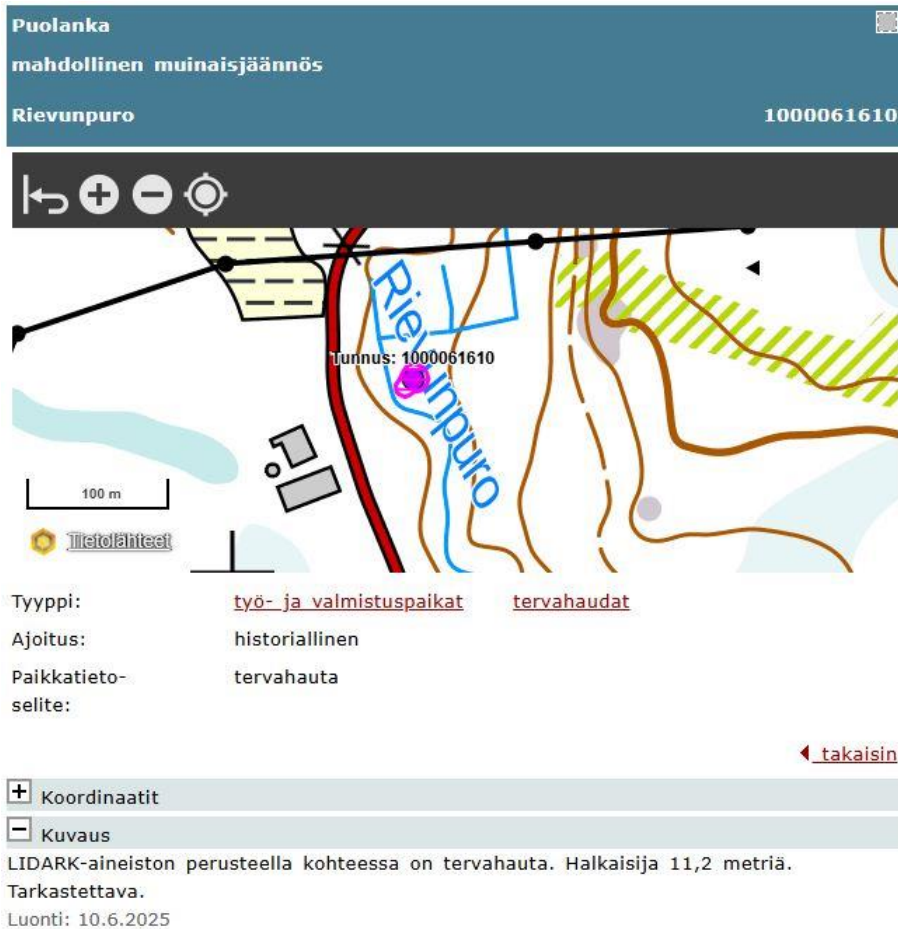 Puolanka
mahdollinen muinaisjäännös
Rievunpuro 1000061610
Rievunpuro
Tunnus: 1000061610
100 m
Tietolähteet
Tyyppi: työ- ja valmistuspaikat tervahaudat
Ajoitus: historiallinen
Paikkatieto- tervahauta
selite:
takaisin
Koordinaatit
Kuvaus
LIDARK-aineiston perusteella kohteessa on tervahauta. Halkaisija 11,2 metriä.
Tarkastettava.
Luonti: 10.6.2025